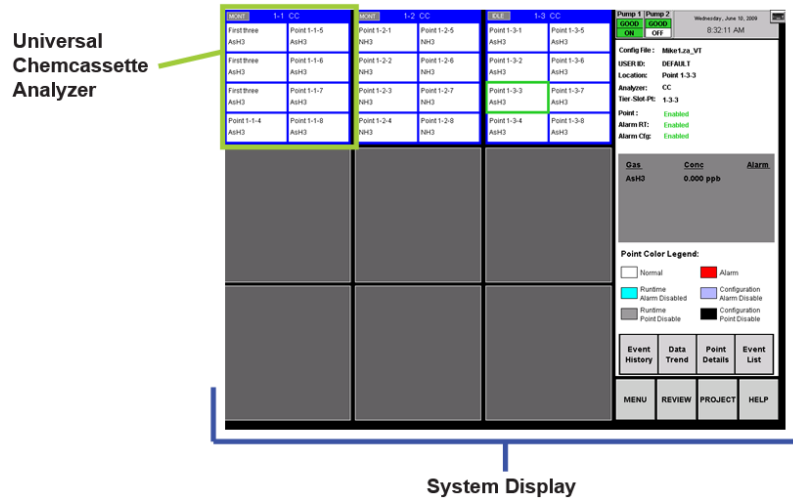 Universal
Chemcassette
Analyzer
MONT 1-1 CC
First three Point 1-1-5
AsH3 AsH3
First three Point 1-1-6
AsH3 AsH3
First three Point 1-1-7
AsH3 AsH3
Point 1-1-4 Point 1-1-8
AsH3 AsH3
MONT 1-2 CC
Point 1-2-1 Point 1-2-5
NH3 NH3
Point 1-2-2 Point 1-2-6
NH3 NH3
Point 1-2-3 Point 1-2-7
NH3 NH3
Point 1-2-4 Point 1-2-8
NH3 NH3
IDLE 1-3 CC
Point 1-3-1 Point 1-3-5
AsH3 AsH3
Point 1-3-2 Point 1-3-6
AsH3 AsH3
Point 1-3-3 Point 1-3-7
AsH3 AsH3
Point 1-3-4 Point 1-3-8
AsH3 AsH3
Pump 1 Pump 2
GOOD GOOD
ON OFF
Wednesday, June 10, 2009
8:32:11 AM
Config File : Mike1.za_VT
USER ID: DEFAULT
Location: Point 1-3-3
Analyzer: CC
Tier-Slot-Pt: 1-3-3
Point : Enabled
Alarm RT: Enabled
Alarm Cfg: Enabled
Gas Conc Alarm
AsH3 0.000 ppb
Point Color Legend:
Normal Alarm
Runtime
Alarm Disabled
Configuration
Alarm Disable
Runtime
Point Disable
Configuration
Point Disable
Event
History
Data
Trend
Point
Details
Event
List
MENU REVIEW PROJECT HELP
System Display